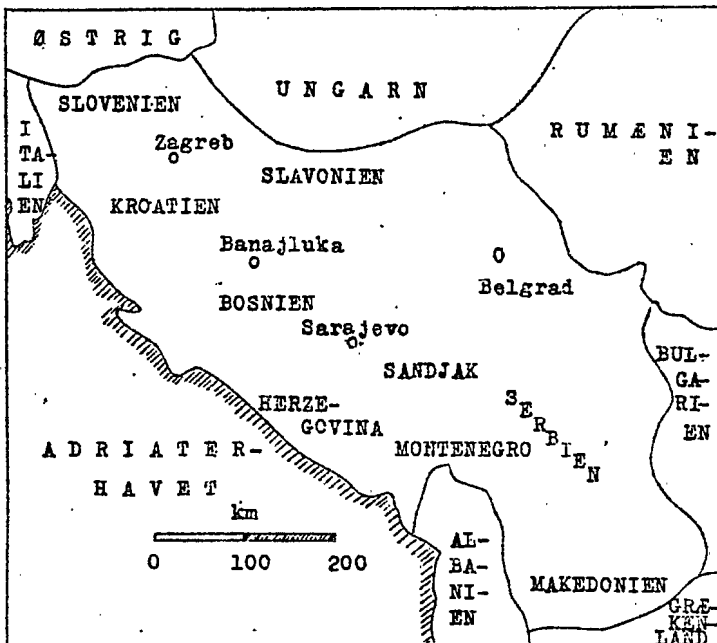 ØSTRIG
UNGARN
SLOVENIEN
RUMÆNI-
EN
I
TA-
LI
EN
Zagreb
SLAVONIEN
KROATIEN
Banajluka
Belgrad
BOSNIEN
Sarajevo
SANDJAK
BUL-
GA-
RI-
EN
HERZE-
GOVINA
SERBIEN
MONTENEGRO
ADRIATER-
HAVET
km
0 100 200
AL-
BA-
NI-
EN
MAKEDONIEN
GRÆ-
KEN-
LAND